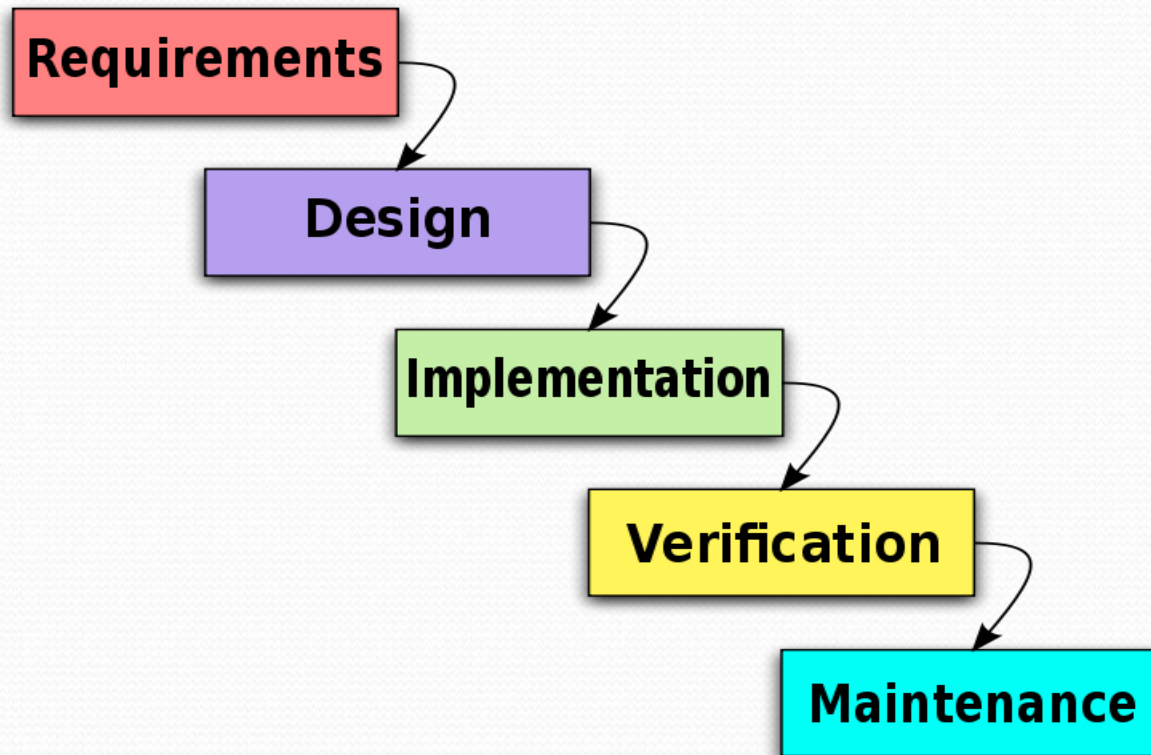 Requirements
Design
Implementation
Verification
Maintenance